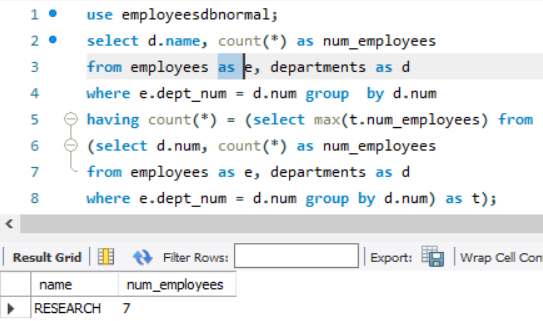 1 use employeesdbnormal;
2 select d.name, count(*) as num_employees
3 from employees as e, departments as d
4 where e.dept_num = d.num group  by d.num
5 having count(*) = (select max(t.num_employees) from
6 (select d.num, count(*) as num_employees
7 from employees as e, departments as d
8 where e.dept_num = d.num group by d.num) as t);
Result Grid Filter Rows: Export: Wrap Cell Con
name num_employees
RESEARCH 7